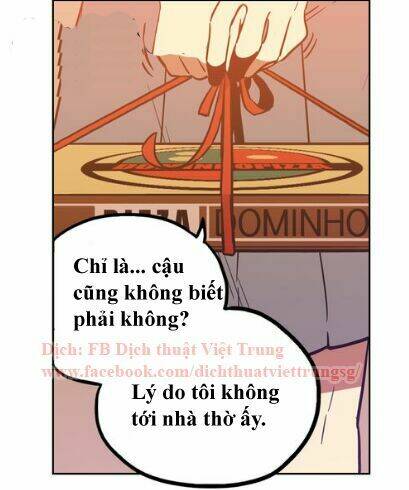 PIZZA DOMINHO
Chỉ là... cậu
cũng không biết
phải không?
Dịch: FB Dịch thuật Việt Trung
www.facebook.com/dichthuatviettrungsg/
Lý do tôi không
tới nhà thờ ấy.